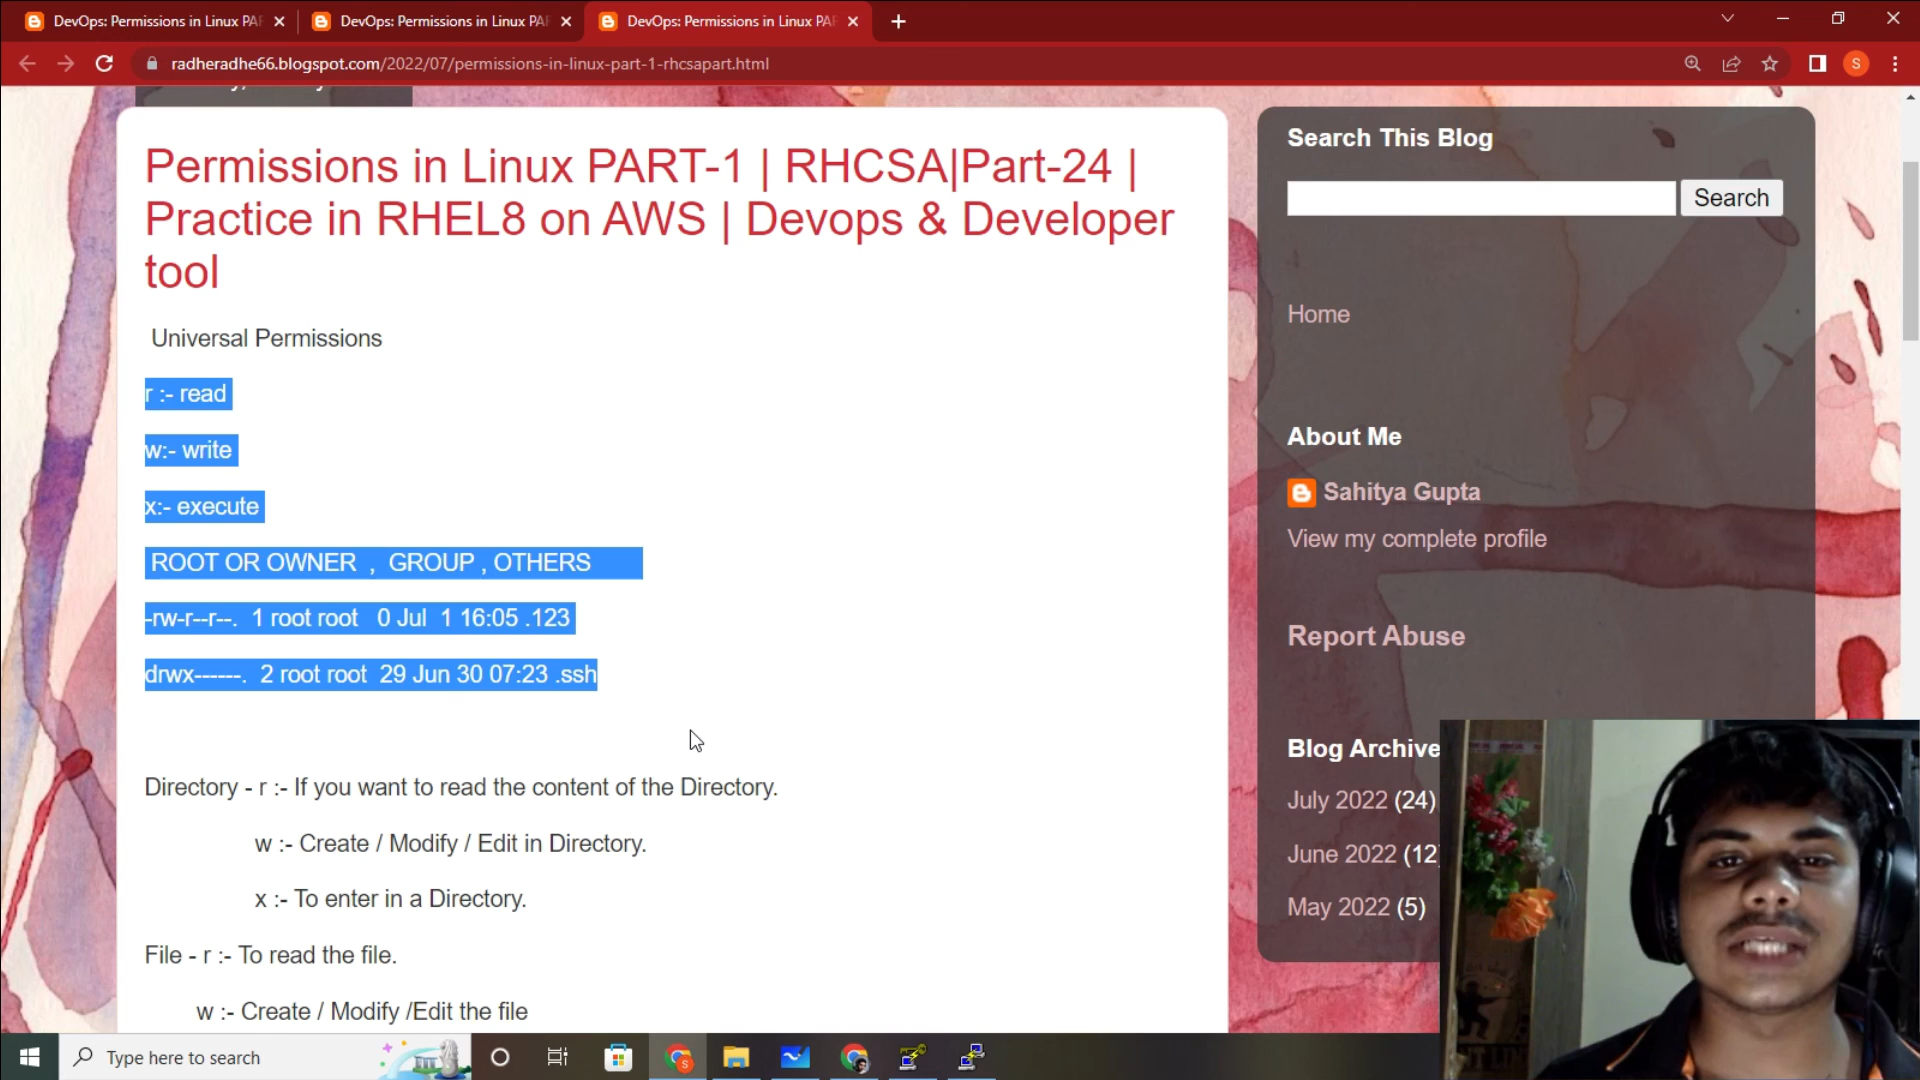 DevOps: Permissions in Linux PA
DevOps: Permissions in Linux PAR
DevOps: Permissions in Linux PAR
radheradhe66.blogspot.com/2022/07/permissions-in-linux-part-1-rhcsapart.html
S
Permissions in Linux PART-1 | RHCSA|Part-24 |
Practice in RHEL8 on AWS | Devops & Developer
tool
Universal Permissions
r :- read
w:- write
x:- execute
ROOT OR OWNER , GROUP , OTHERS
-rw-r--r--. 1 root root 0 Jul 1 16:05 .123
drwx------. 2 root root 29 Jun 30 07:23 .ssh
Directory - r :- If you want to read the content of the Directory.
w :- Create / Modify / Edit in Directory.
x :- To enter in a Directory.
File - r :- To read the file.
w :- Create / Modify /Edit the file
Search This Blog
Search
Home
About Me
Sahitya Gupta
View my complete profile
Report Abuse
Blog Archive
July 2022 (24)
June 2022 (12)
May 2022 (5)
Type here to search